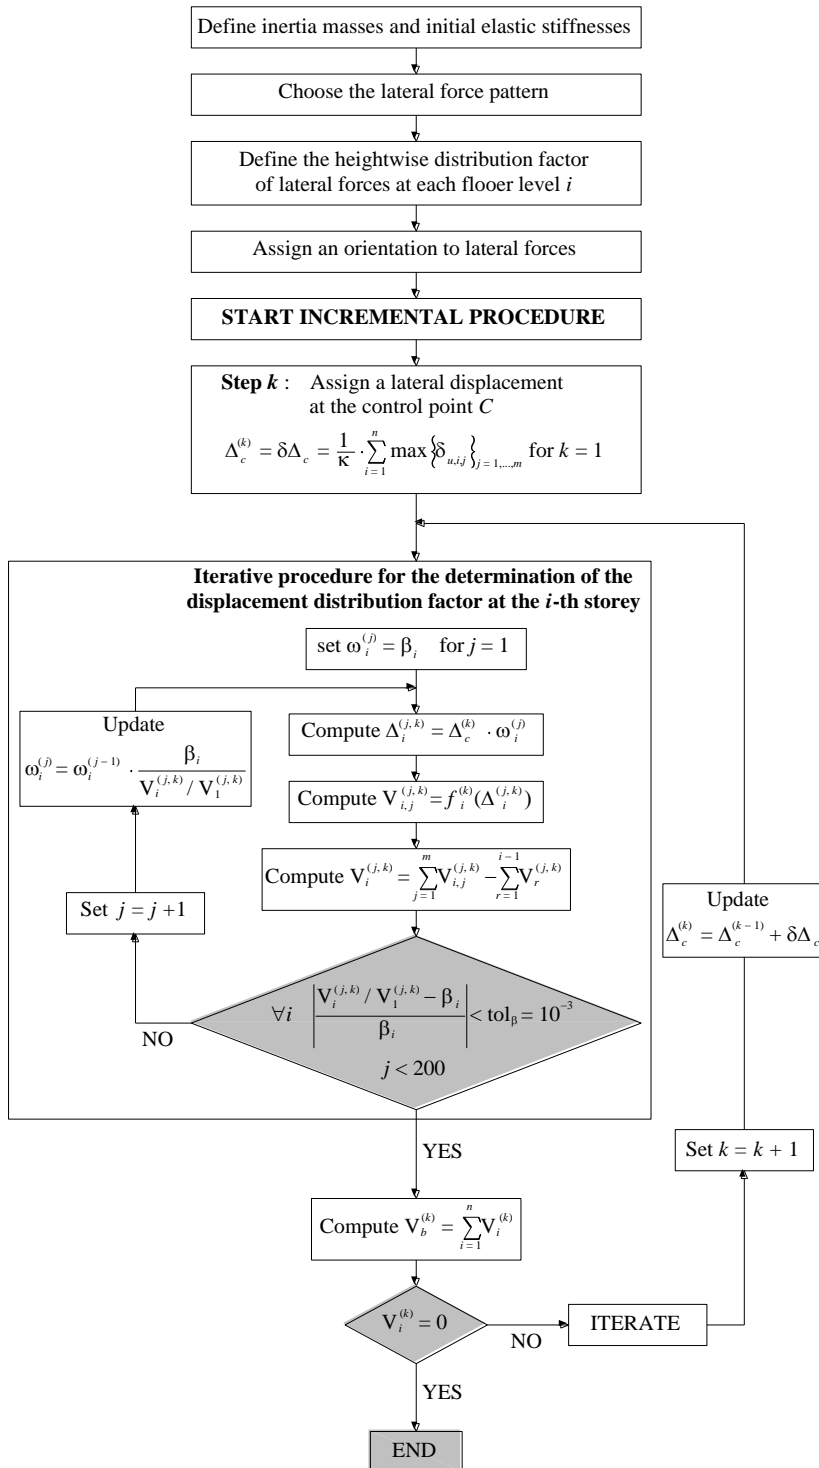 Define inertia masses and initial elastic stiffnesses
Choose the lateral force pattern
Define the heightwise distribution factor
of lateral forces at each flooer level i
Assign an orientation to lateral forces
START INCREMENTAL PROCEDURE
Step k : Assign a lateral displacement
at the control point C
Δ_c^(k) = δΔ_c = 1/κ · ∑_{i=1}^{n} max{δ_{u,i,j}}_{j=1,...,m} for k = 1
Iterative procedure for the determination of the
displacement distribution factor at the i-th storey
set ω_i^(j) = β_i for j = 1
Update
ω_i^(j) = ω_i^(j-1) · β_i / (V_i^(j,k) / V_1^(j,k))
Compute Δ_i^(j,k) = Δ_c^(k) · ω_i^(j)
Compute V_{i,j}^(j,k) = f_i^(k)(Δ_i^(j,k))
Compute V_i^(j,k) = ∑_{j=1}^{m} V_{i,j}^(j,k) – ∑_{r=1}^{i-1} V_r^(j,k)
Set j = j +1
Update
Δ_c^(k) = Δ_c^(k-1) + δΔ_c
∀i |(V_i^(j,k) / V_1^(j,k) – β_i) / β_i| < tol_β = 10^-3
j < 200
NO
YES
Set k = k + 1
Compute V_b^(k) = ∑_{i=1}^{n} V_i^(k)
V_i^(k) = 0
NO
ITERATE
YES
END